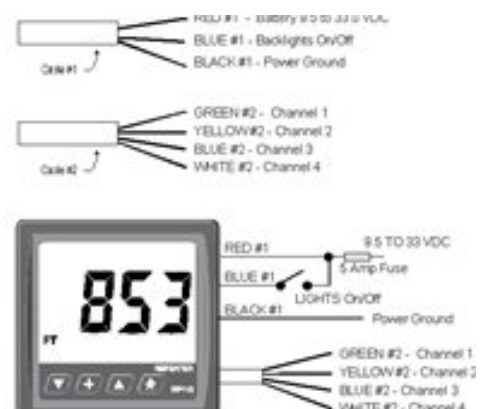 RED #1 - Battery 9.5 to 33.0 VDC
BLUE #1 - Backlights On/Off
BLACK #1 - Power Ground
Cable #1
GREEN #2 - Channel 1
YELLOW #2 - Channel 2
BLUE #2 - Channel 3
WHITE #2 - Channel 4
Cable #2
RED #1
9.5 TO 33 VDC
5 Amp Fuse
BLUE #1
LIGHTS On/Off
BLACK #1
Power Ground
853
FT
GREEN #2 - Channel 1
YELLOW #2 - Channel 2
BLUE #2 - Channel 3
WHITE #2 - Channel 4